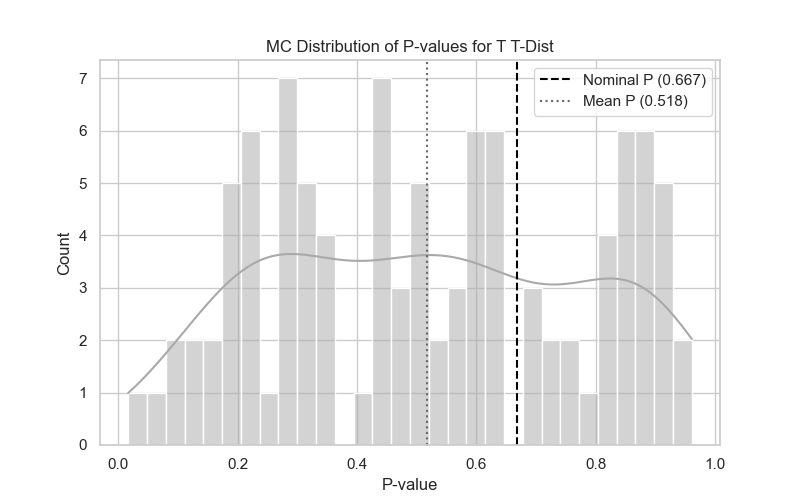 MC Distribution of P-values for T T-Dist
Nominal P (0.667)
Mean P (0.518)
Count
7
6
5
4
3
2
1
0
0.0 0.2 0.4 0.6 0.8 1.0
P-value